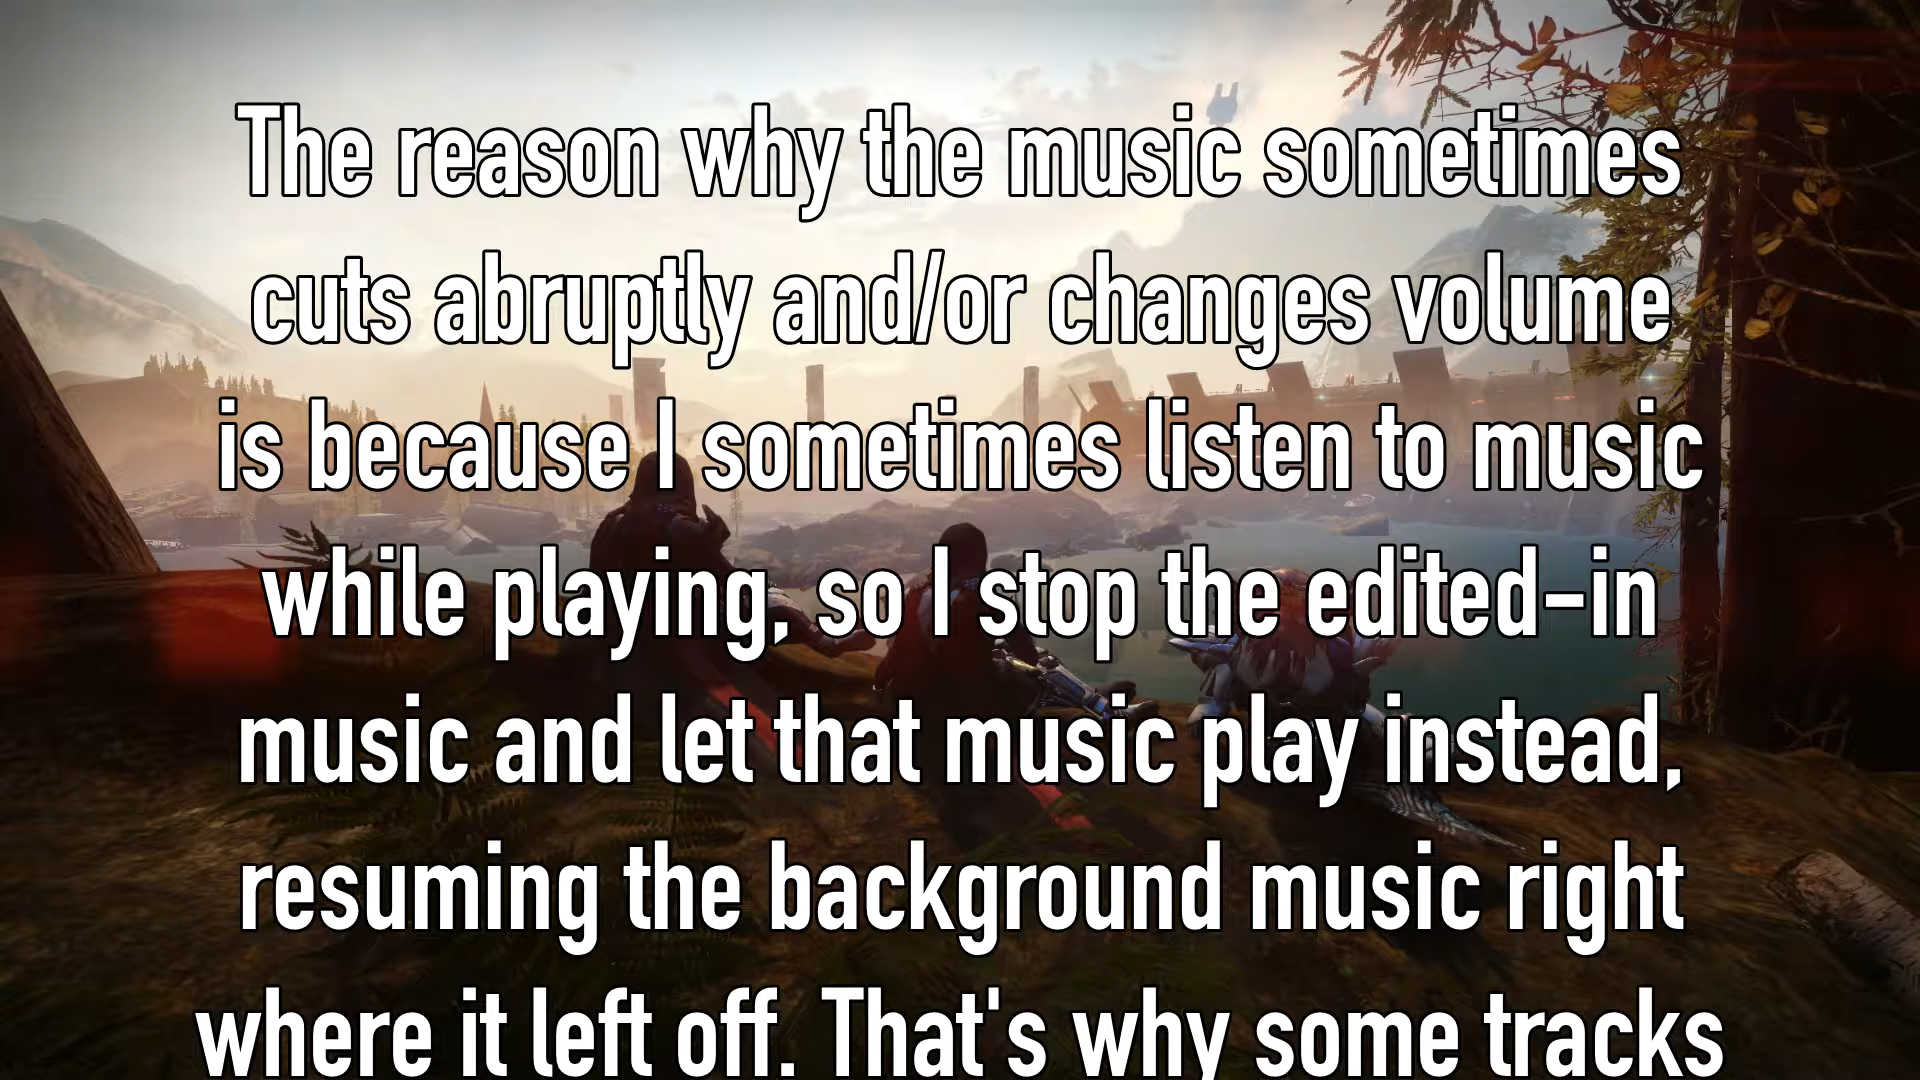 The reason why the music sometimes
cuts abruptly and/or changes volume
is because I sometimes listen to music
while playing, so I stop the edited-in
music and let that music play instead,
resuming the background music right
where it left off. That's why some tracks